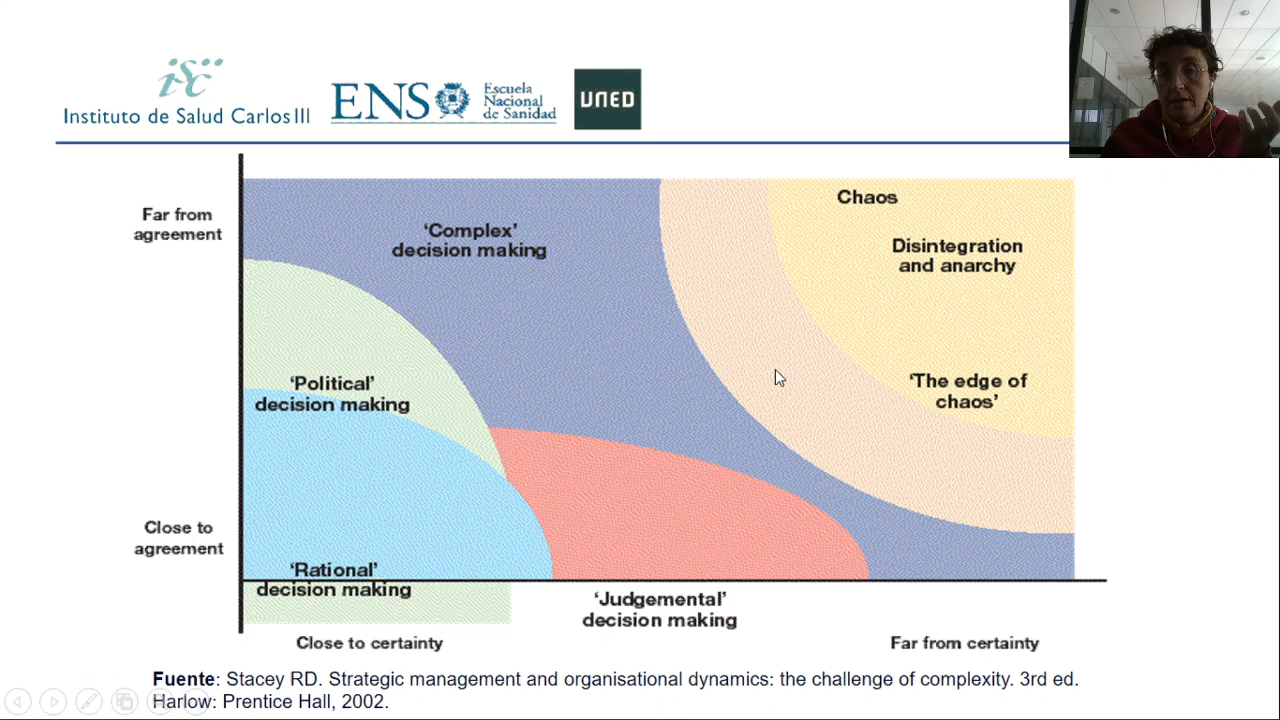 isc
Instituto de Salud Carlos III
ENS
Escuela
Nacional
de Sanidad
UNED
Far from
agreement
‘Complex’
decision making
Chaos
Disintegration
and anarchy
‘Political’
decision making
‘The edge of
chaos’
Close to
agreement
‘Rational’
decision making
‘Judgemental’
decision making
Close to certainty
Far from certainty
Fuente: Stacey RD. Strategic management and organisational dynamics: the challenge of complexity. 3rd ed.
Harlow: Prentice Hall, 2002.